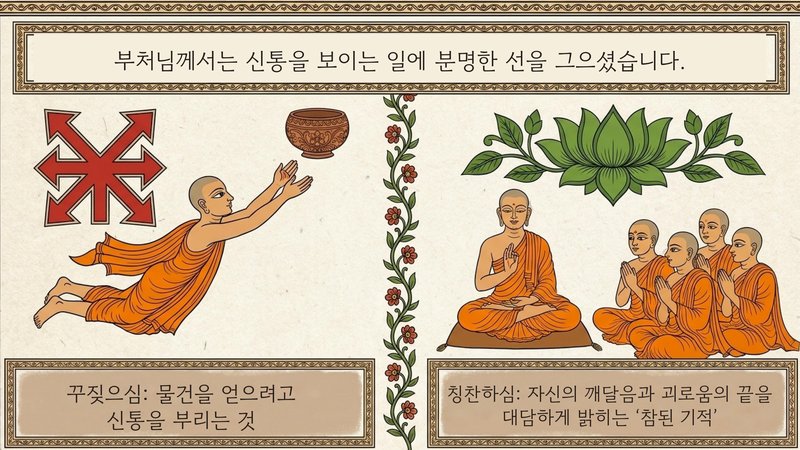 부처님께서는 신통을 보이는 일에 분명한 선을 그으셨습니다.
꾸짖으심: 물건을 얻으려고
신통을 부리는 것
칭찬하심: 자신의 깨달음과 괴로움의 끝을
대담하게 밝히는 ‘참된 기적’